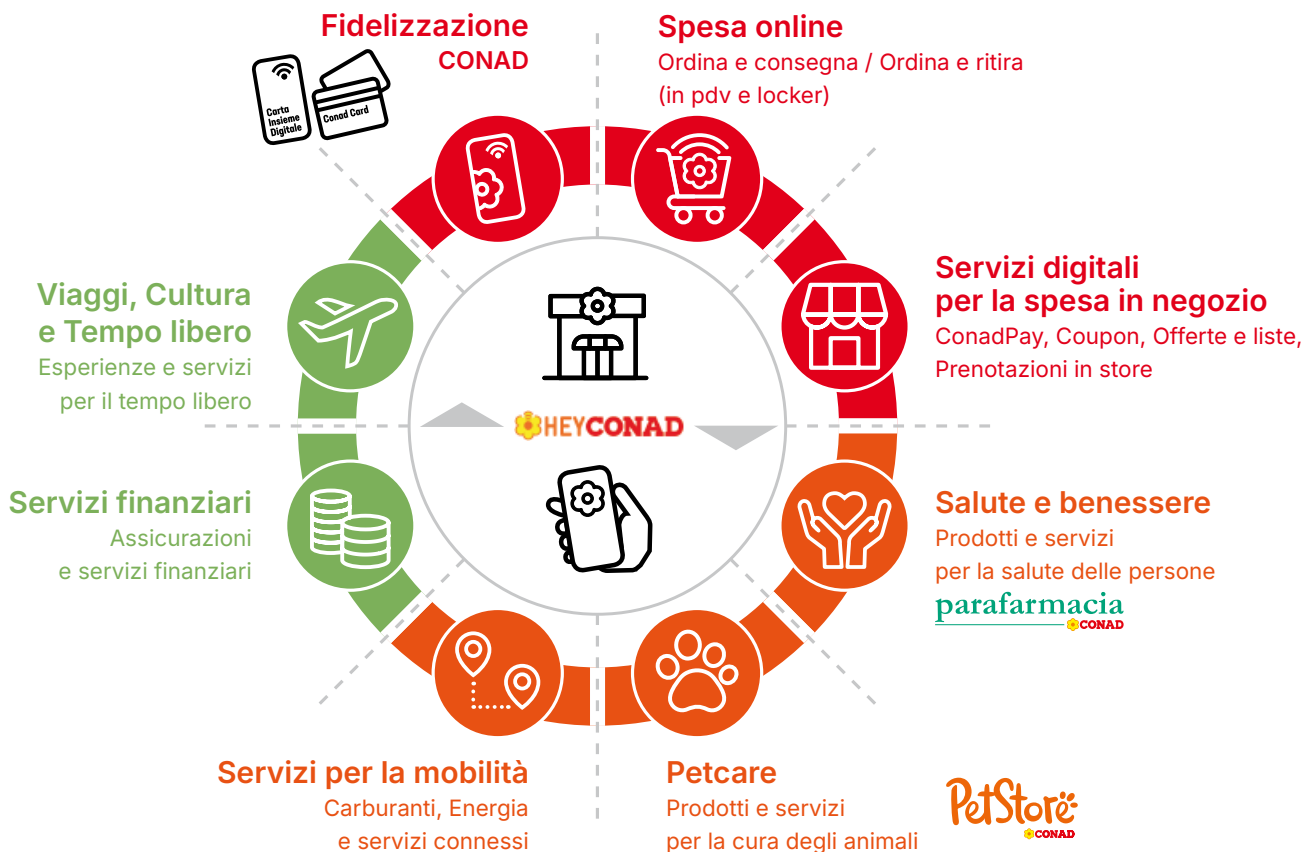 Fidelizzazione
CONAD
Carta
Insieme
Digitale
Conad Card
Spesa online
Ordina e consegna / Ordina e ritira
(in pdv e locker)
Servizi digitali
per la spesa in negozio
ConadPay, Coupon, Offerte e liste,
Prenotazioni in store
Viaggi, Cultura
e Tempo libero
Esperienze e servizi
per il tempo libero
HEYCONAD
Servizi finanziari
Assicurazioni
e servizi finanziari
Salute e benessere
Prodotti e servizi
per la salute delle persone
parafarmacia
CONAD
Servizi per la mobilità
Carburanti, Energia
e servizi connessi
Petcare
Prodotti e servizi
per la cura degli animali
PetStore
CONAD